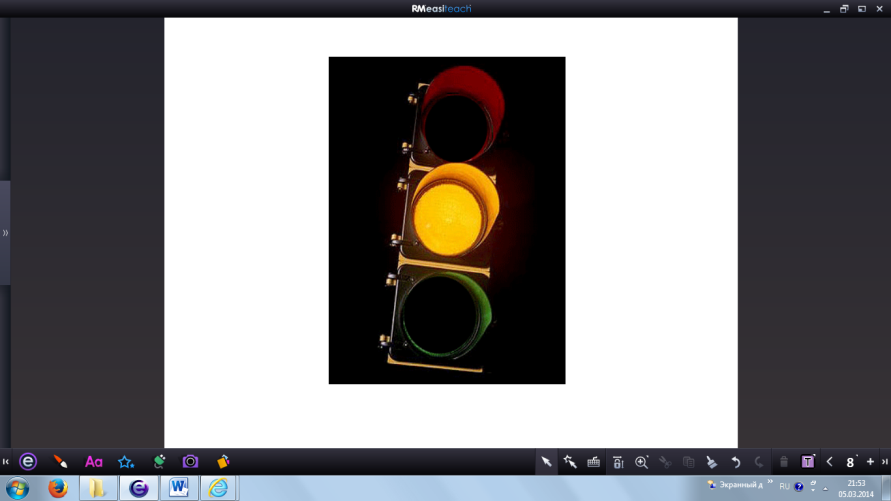 RMeasiteach
Aa
T
8
Экранный д
RU
21:53
05.03.2014